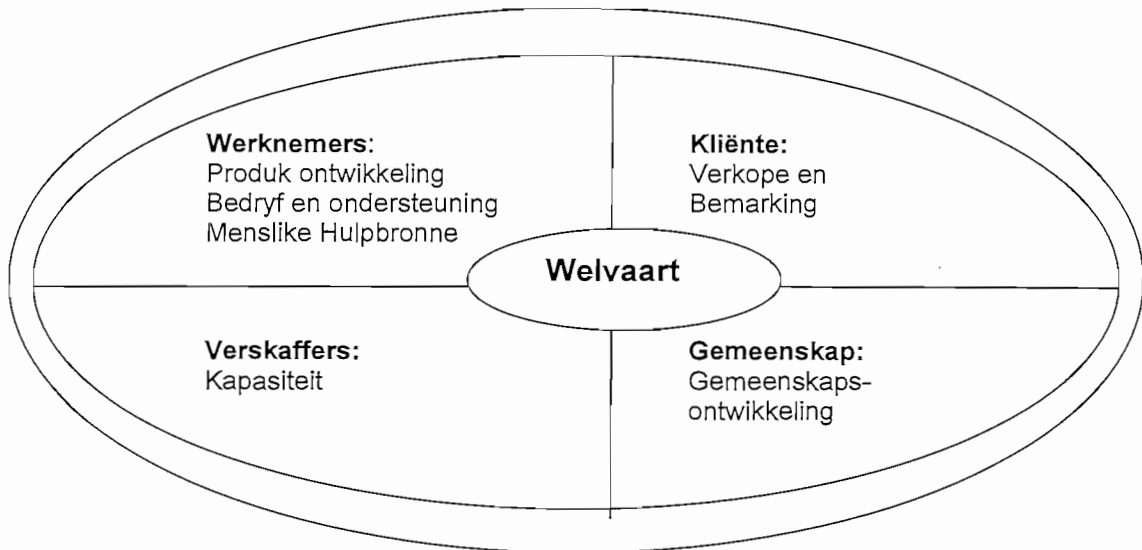 Werknemers:
Produk ontwikkeling
Bedryf en ondersteuning
Menslike Hulpbronne
Kliënte:
Verkope en
Bemarking
Welvaart
Verskaffers:
Kapasiteit
Gemeenskap:
Gemeenskaps-
ontwikkeling